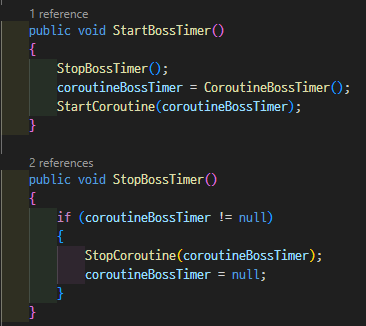 1 reference
public void StartBossTimer()
{
StopBossTimer();
coroutineBossTimer = CoroutineBossTimer();
StartCoroutine(coroutineBossTimer);
}
2 references
public void StopBossTimer()
{
if (coroutineBossTimer != null)
{
StopCoroutine(coroutineBossTimer);
coroutineBossTimer = null;
}
}